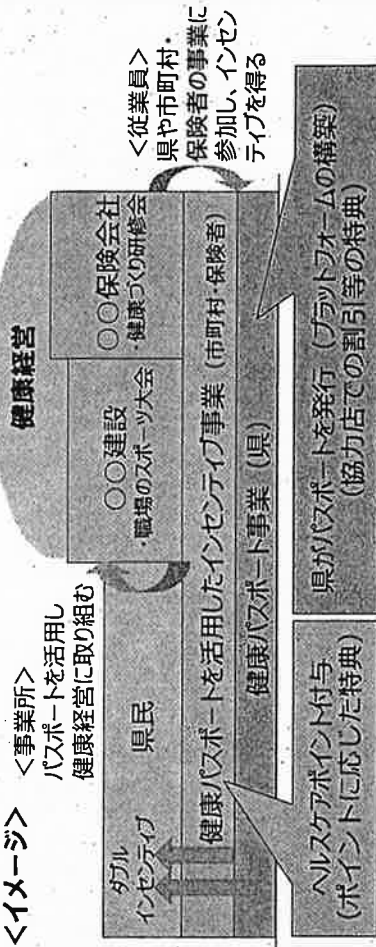 <イメージ>
<事業所>
パスポートを活用し
健康経営に取り組む
健康経営
<従業員>
県や市町村・
保険者の事業に
参加し、インセン
ティブを得る
ダブル
インセンティブ
県民
○○建設
・職場のスポーツ大会
○○保険会社
・健康づくり研修会
健康パスポートを活用したインセンティブ事業(市町村・保険者)
健康パスポート事業(県)
ヘルスケアポイント付与
(ポイントに応じた特典)
県がパスポートを発行(プラットフォームの構築)
(協力店での割引等の特典)